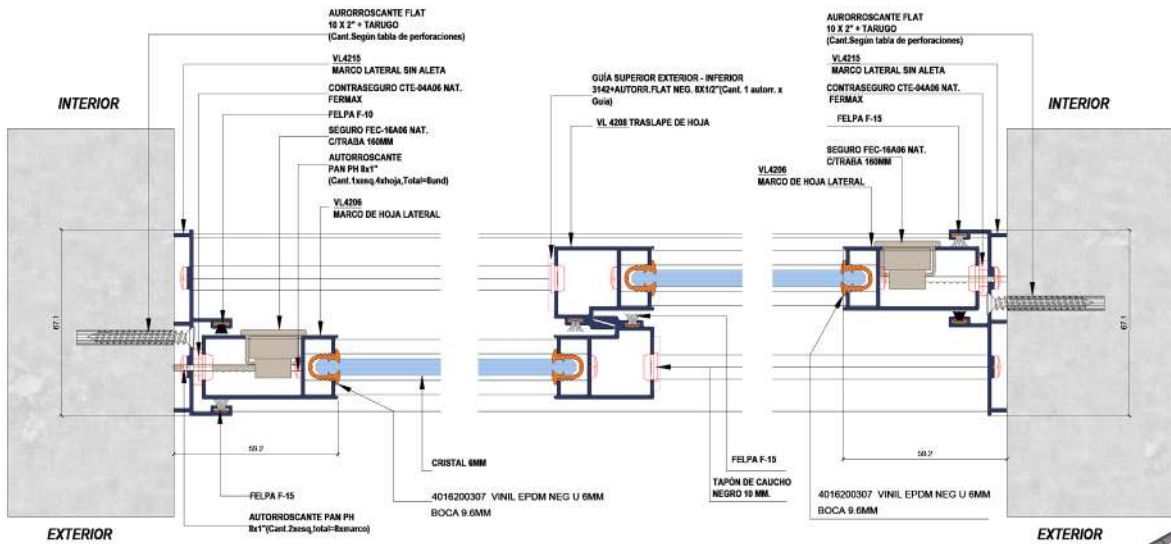 AURORROSCANTE FLAT
10 X 2" + TARUGO
(Cant.Según tabla de perforaciones)
VL4215
MARCO LATERAL SIN ALETA
CONTRASEGURO CTE-04A06 NAT.
FERMAX
FELPA F-10
SEGURO FEC-16A06 NAT.
C/TRABA 160MM
AUTORROSCANTE
PAN PH 8x1"
(Cant.1xesq.4xhoja,Total=8und)
VL4206
MARCO DE HOJA LATERAL
INTERIOR
67.1
59.2
FELPA F-15
AUTORROSCANTE PAN PH
8x1"(Cant.2xesq,total=8xmarco)
EXTERIOR
GUÍA SUPERIOR EXTERIOR - INFERIOR
3142+AUTORR.FLAT NEG. 8X1/2"(Cant. 1 autorr. x
Guia)
VL 4208 TRASLAPE DE HOJA
CRISTAL 6MM
4016200307 VINIL EPDM NEG U 6MM
BOCA 9.6MM
FELPA F-15
TAPÓN DE CAUCHO
NEGRO 10 MM.
AURORROSCANTE FLAT
10 X 2" + TARUGO
(Cant.Según tabla de perforaciones)
VL4215
MARCO LATERAL SIN ALETA
CONTRASEGURO CTE-04A06 NAT.
FERMAX
FELPA F-15
SEGURO FEC-16A06 NAT.
C/TRABA 160MM
VL4206
MARCO DE HOJA LATERAL
INTERIOR
67.1
59.2
4016200307 VINIL EPDM NEG U 6MM
BOCA 9.6MM
EXTERIOR